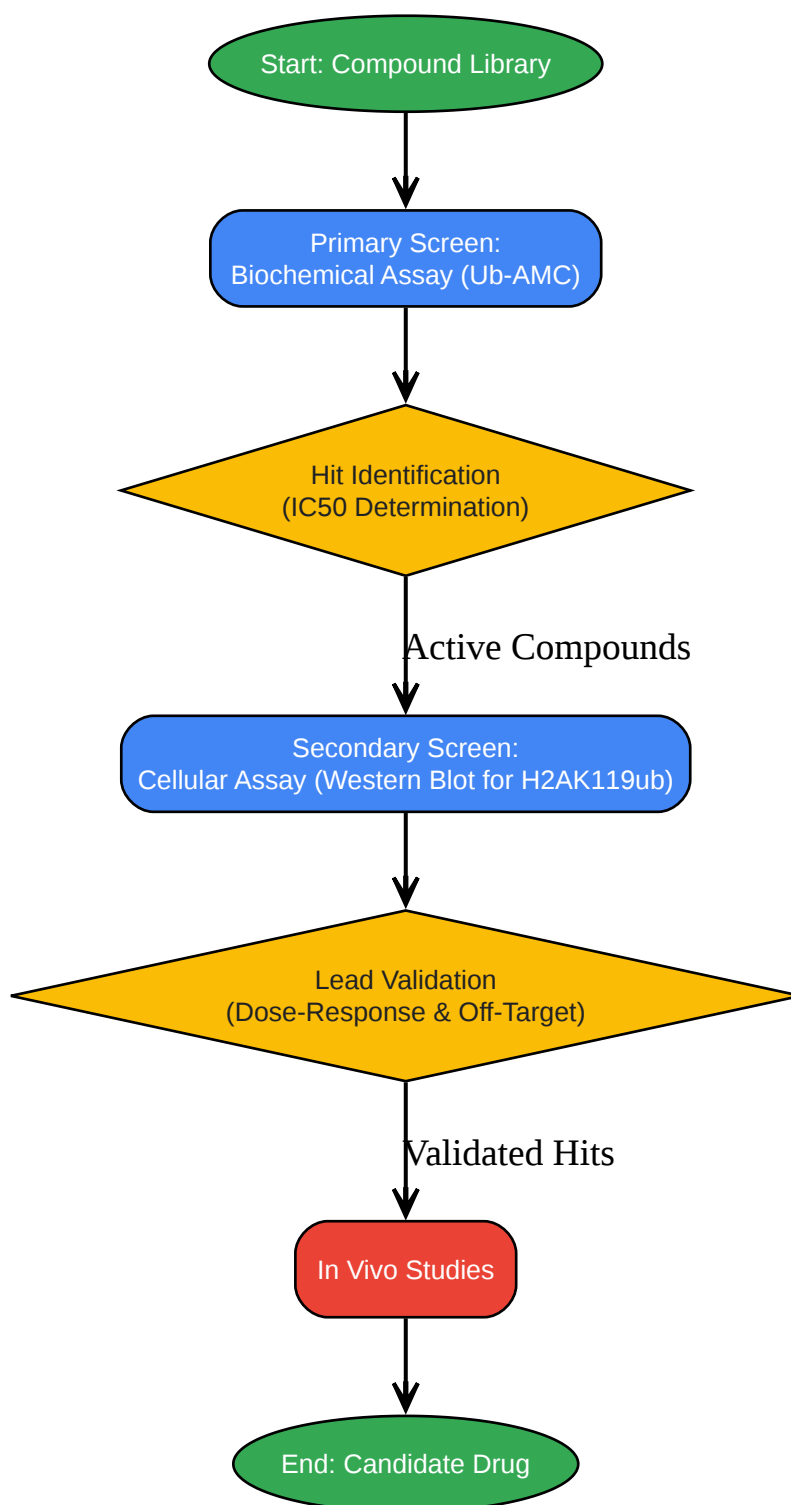 Start: Compound Library
Primary Screen:
Biochemical Assay (Ub-AMC)
Hit Identification
(IC50 Determination)
Active Compounds
Secondary Screen:
Cellular Assay (Western Blot for H2AK119ub)
Lead Validation
(Dose-Response & Off-Target)
Validated Hits
In Vivo Studies
End: Candidate Drug